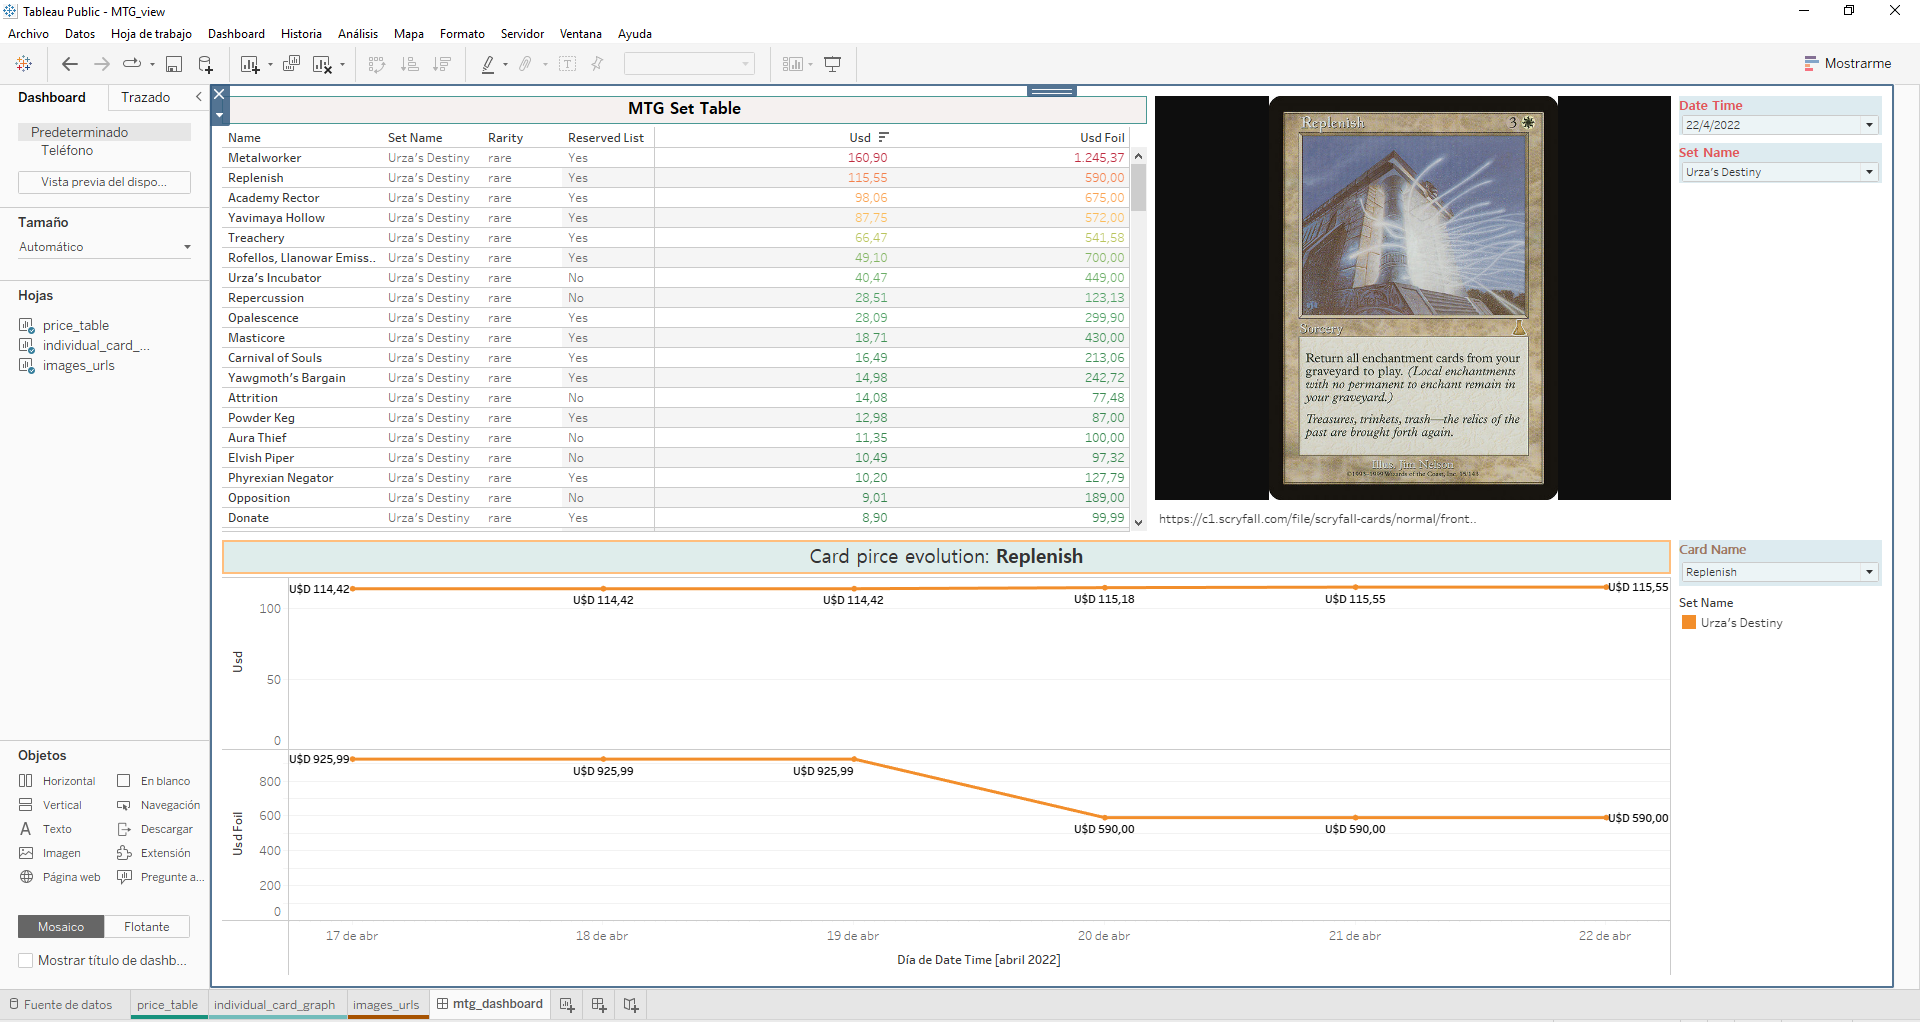 Tableau Public - MTG_view
Archivo Datos Hoja de trabajo Dashboard Historia Análisis Mapa Formato Servidor Ventana Ayuda
Mostrarme
Dashboard Trazado
Predeterminado
Teléfono
Vista previa del dispo...
Tamaño
Automático
Hojas
price_table
individual_card_...
images_urls
Objetos
Horizontal En blanco
Vertical Navegación
Texto Descargar
Imagen Extensión
Página web Pregunte a...
Mosaico Flotante
Mostrar título de dashb...
MTG Set Table
Name Set Name Rarity Reserved List Usd Usd Foil
Metalworker Urza's Destiny rare Yes 160,90 1.245,37
Replenish Urza's Destiny rare Yes 115,55 590,00
Academy Rector Urza's Destiny rare Yes 98,06 675,00
Yavimaya Hollow Urza's Destiny rare Yes 87,75 572,00
Treachery Urza's Destiny rare Yes 66,47 541,58
Rofellos, Llanowar Emiss.. Urza's Destiny rare Yes 49,10 700,00
Urza's Incubator Urza's Destiny rare No 40,47 449,00
Repercussion Urza's Destiny rare No 28,51 123,13
Opalescence Urza's Destiny rare Yes 28,09 299,90
Masticore Urza's Destiny rare Yes 18,71 430,00
Carnival of Souls Urza's Destiny rare Yes 16,49 213,06
Yawgmoth's Bargain Urza's Destiny rare Yes 14,98 242,72
Attrition Urza's Destiny rare No 14,08 77,48
Powder Keg Urza's Destiny rare Yes 12,98 87,00
Aura Thief Urza's Destiny rare No 11,35 100,00
Elvish Piper Urza's Destiny rare No 10,49 97,32
Phyrexian Negator Urza's Destiny rare Yes 10,20 127,79
Opposition Urza's Destiny rare No 9,01 189,00
Donate Urza's Destiny rare Yes 8,90 99,99
Replenish 3
Sorcery
Return all enchantment cards from your
graveyard to play. (Local enchantments
with no permanent to enchant remain in
your graveyard.)
Treasures, trinkets, trash—the relics of the
past are brought forth again.
Illus. Jim Nelson
©1993-1999 Wizards of the Coast, Inc. 15/143
https://c1.scryfall.com/file/scryfall-cards/normal/front..
Date Time
22/4/2022
Set Name
Urza's Destiny
Card pirce evolution: Replenish
Card Name
Replenish
Set Name
Urza's Destiny
Usd
100
50
0
U$D 114,42 U$D 114,42 U$D 114,42 U$D 115,18 U$D 115,55 U$D 115,55
Usd Foil
800
600
400
200
0
U$D 925,99 U$D 925,99 U$D 925,99 U$D 590,00 U$D 590,00 U$D 590,00
17 de abr 18 de abr 19 de abr 20 de abr 21 de abr 22 de abr
Día de Date Time [abril 2022]
Fuente de datos price_table individual_card_graph images_urls mtg_dashboard